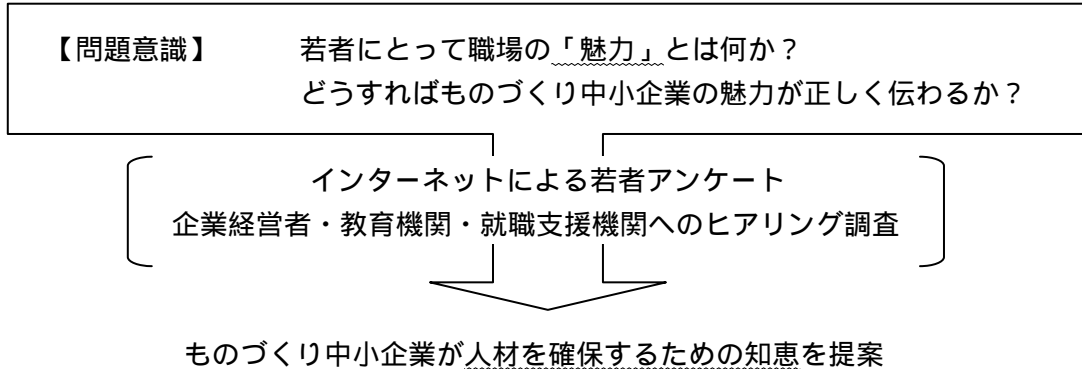 【問題意識】 若者にとって職場の「魅力」とは何か？
どうすればものづくり中小企業の魅力が正しく伝わるか？
インターネットによる若者アンケート
企業経営者・教育機関・就職支援機関へのヒアリング調査
ものづくり中小企業が人材を確保するための知恵を提案